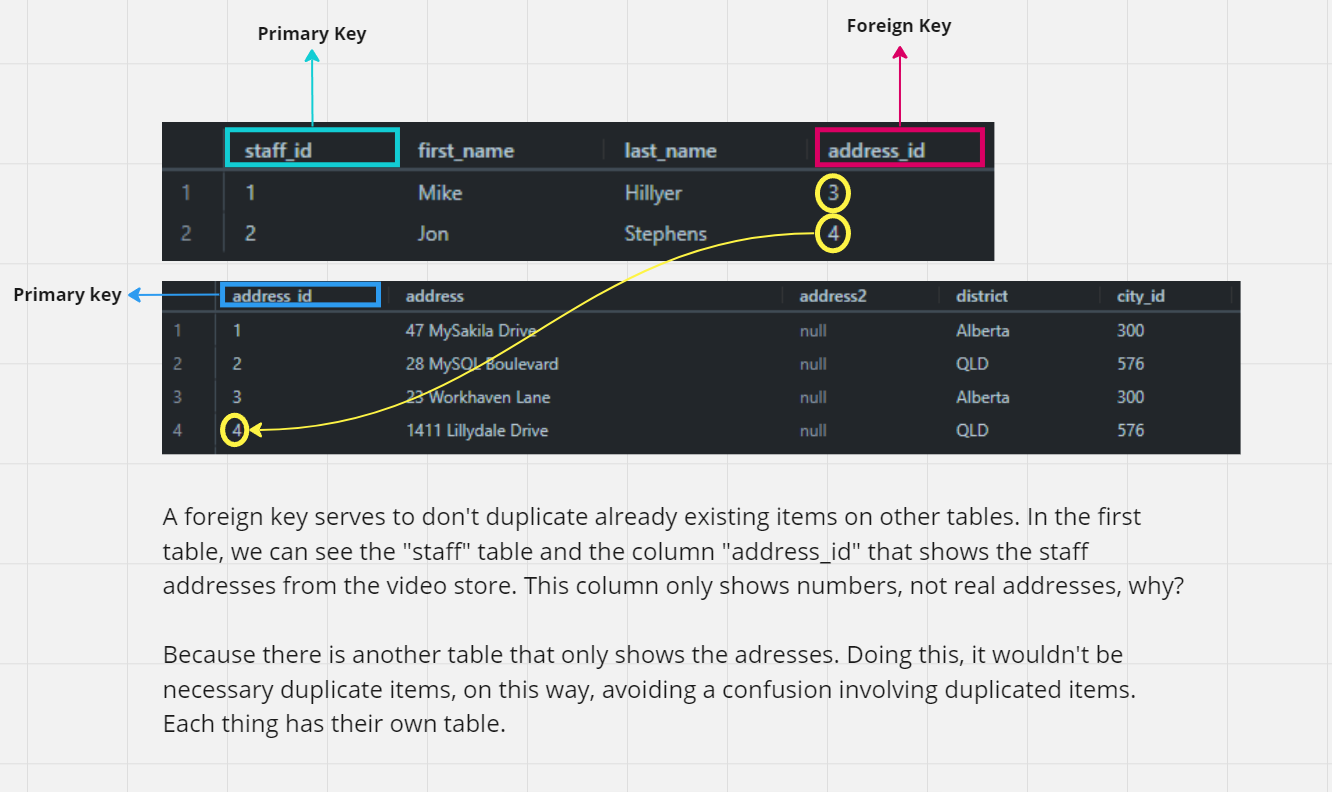 Primary Key
Foreign Key
staff_id first_name last_name address_id
1 1 Mike Hillyer 3
2 2 Jon Stephens 4
Primary key
address_id address address2 district city_id
1 1 47 MySakila Drive null Alberta 300
2 2 28 MySQL Boulevard null QLD 576
3 3 23 Workhaven Lane null Alberta 300
4 4 1411 Lillydale Drive null QLD 576
A foreign key serves to don't duplicate already existing items on other tables. In the first
table, we can see the "staff" table and the column "address_id" that shows the staff
addresses from the video store. This column only shows numbers, not real addresses, why?
Because there is another table that only shows the adresses. Doing this, it wouldn't be
necessary duplicate items, on this way, avoiding a confusion involving duplicated items.
Each thing has their own table.